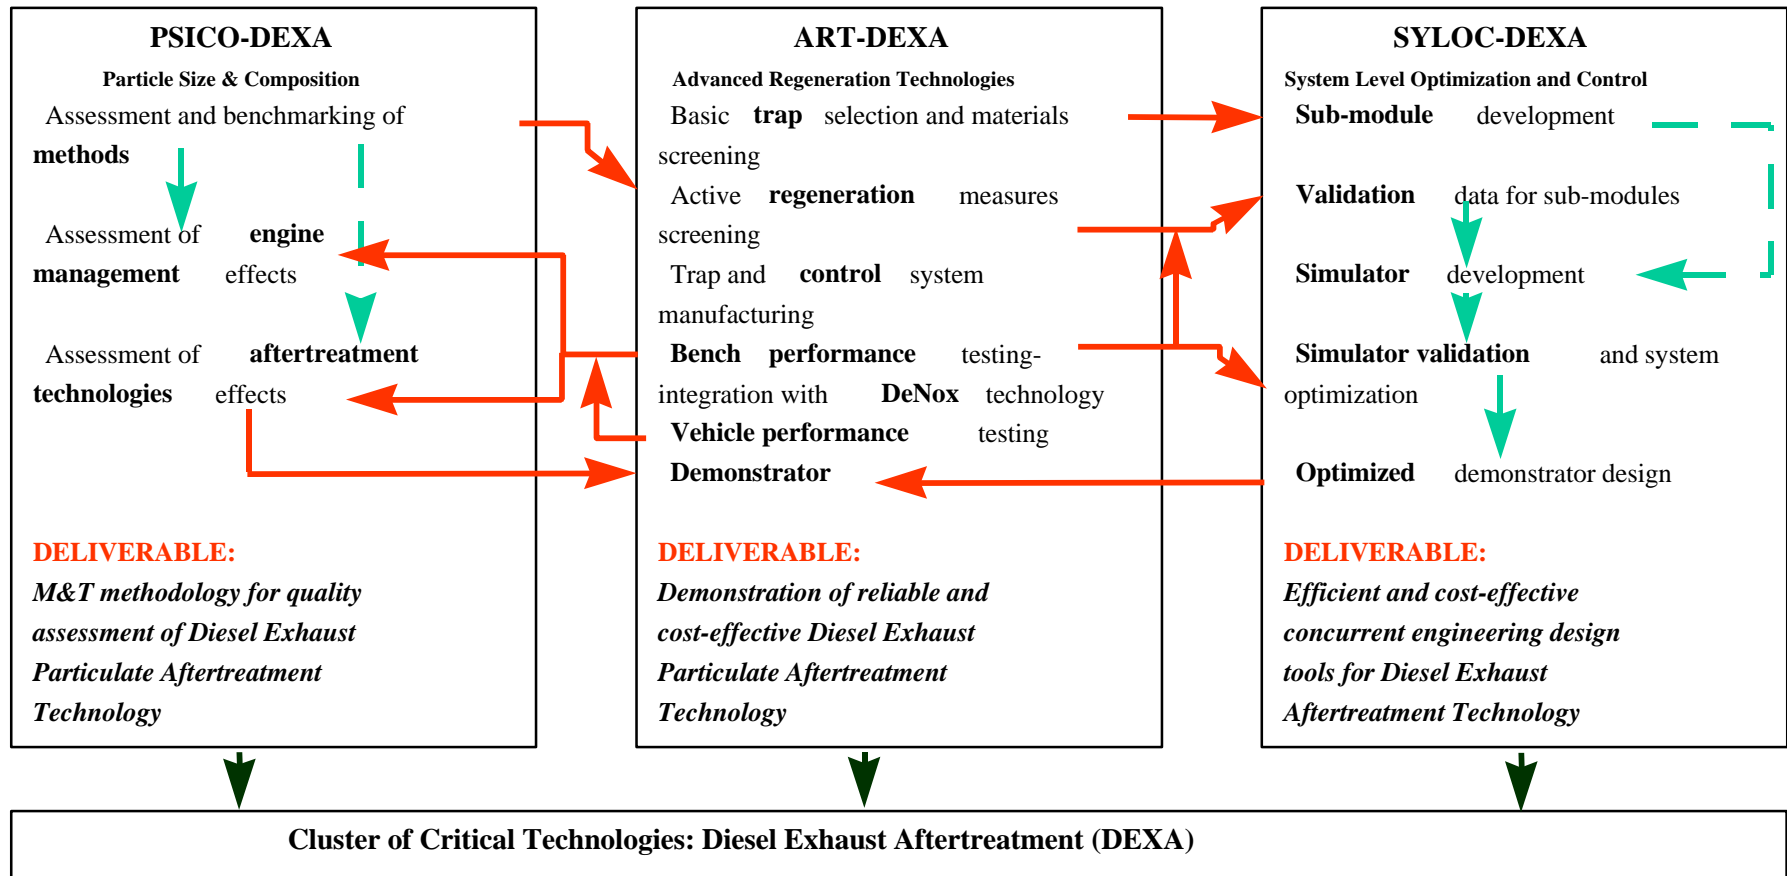 PSICO-DEXA
Particle Size & Composition
Assessment and benchmarking of
methods
Assessment of engine
management effects
Assessment of aftertreatment
technologies effects
DELIVERABLE:
M&T methodology for quality
assessment of Diesel Exhaust
Particulate Aftertreatment
Technology
ART-DEXA
Advanced Regeneration Technologies
Basic trap selection and materials
screening
Active regeneration measures
screening
Trap and control system
manufacturing
Bench performance testing-
integration with DeNox technology
Vehicle performance testing
Demonstrator
DELIVERABLE:
Demonstration of reliable and
cost-effective Diesel Exhaust
Particulate Aftertreatment
Technology
SYLOC-DEXA
System Level Optimization and Control
Sub-module development
Validation data for sub-modules
Simulator development
Simulator validation and system
optimization
Optimized demonstrator design
DELIVERABLE:
Efficient and cost-effective
concurrent engineering design
tools for Diesel Exhaust
Aftertreatment Technology
Cluster of Critical Technologies: Diesel Exhaust Aftertreatment (DEXA)